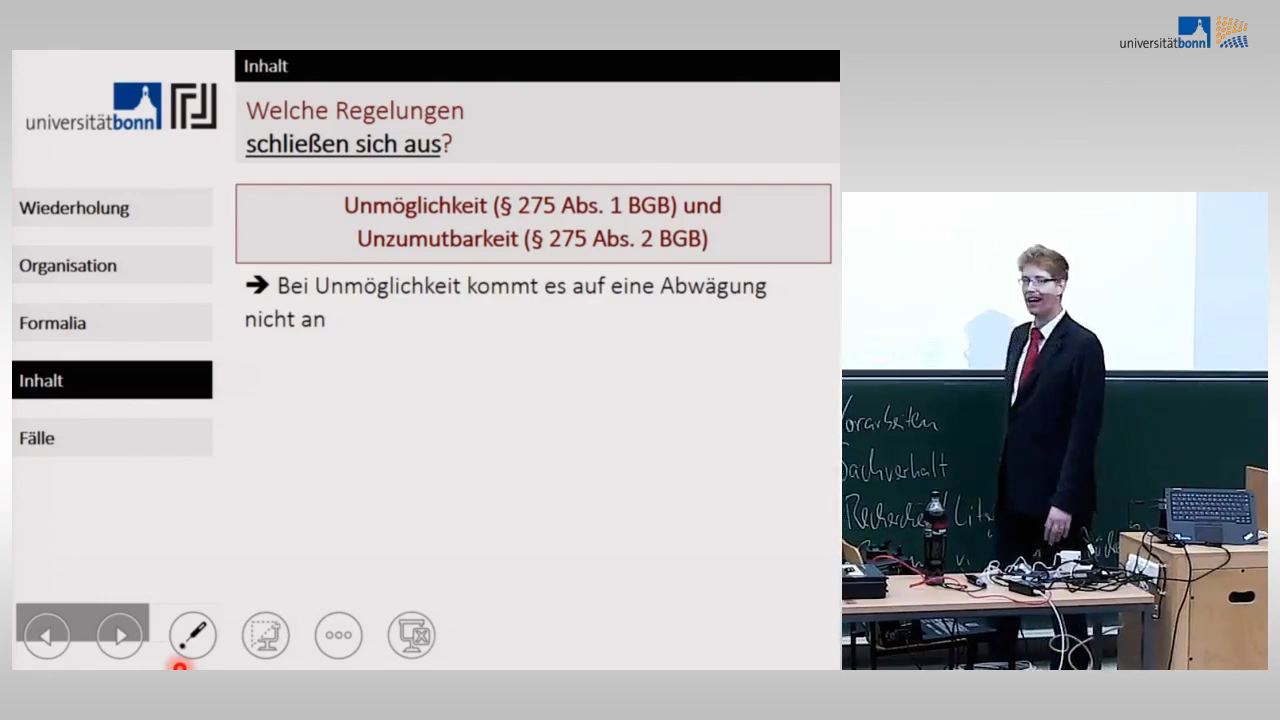 universitätbonn
Inhalt
Welche Regelungen
schließen sich aus?
universitätbonn
Wiederholung
Organisation
Formalia
Inhalt
Fälle
Unmöglichkeit (§ 275 Abs. 1 BGB) und
Unzumutbarkeit (§ 275 Abs. 2 BGB)
➔ Bei Unmöglichkeit kommt es auf eine Abwägung
nicht an
Vorarbeiten
Sachverhalt